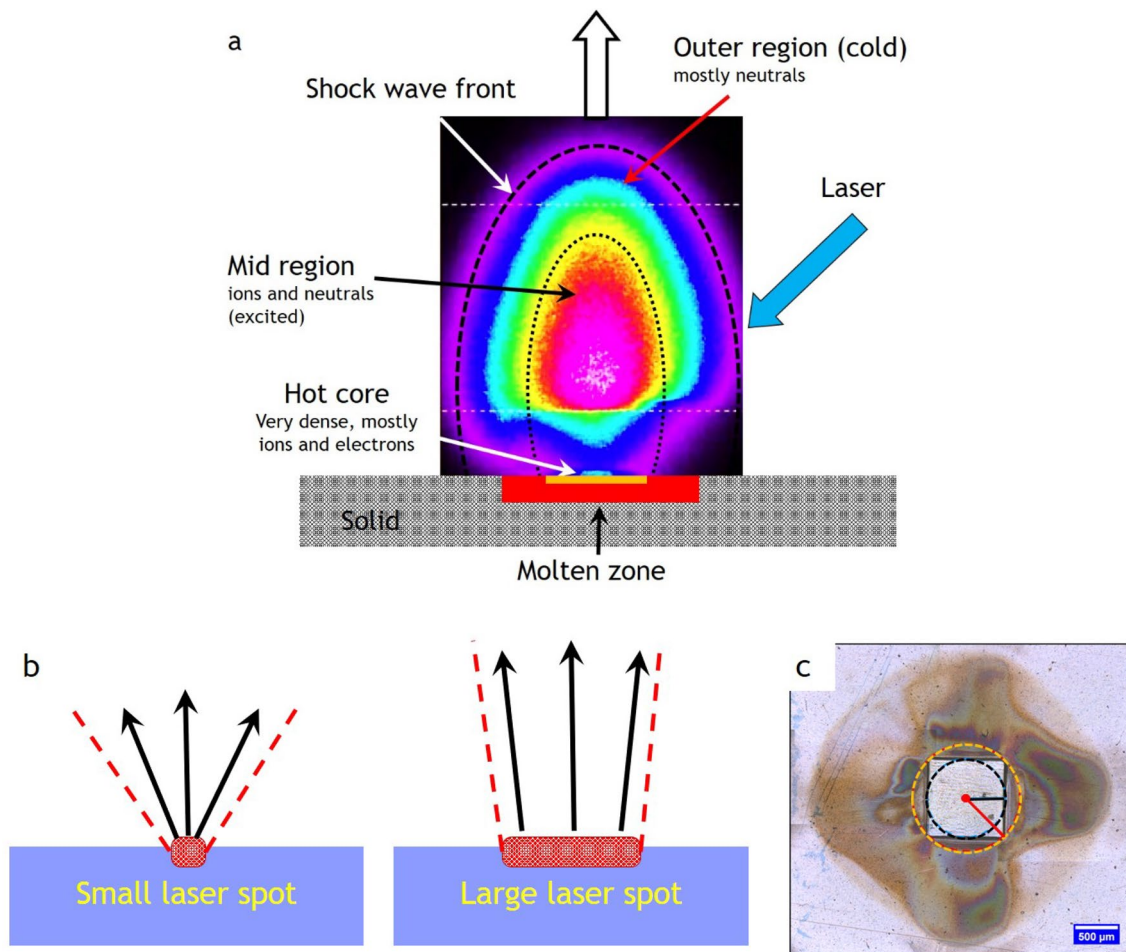 a
Outer region (cold)
mostly neutrals
Shock wave front
Laser
Mid region
ions and neutrals
(excited)
Hot core
Very dense, mostly
ions and electrons
Solid
Molten zone
b
Small laser spot
Large laser spot
c
500 µm